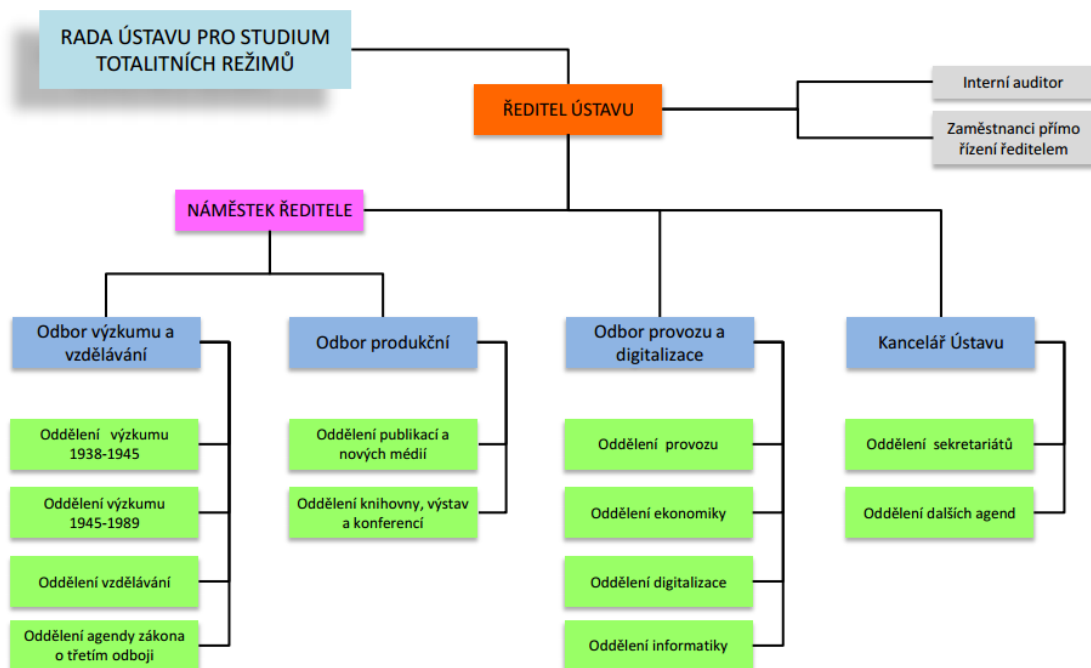 RADA ÚSTAVU PRO STUDIUM
TOTALITNÍCH REŽIMŮ
ŘEDITEL ÚSTAVU
Interní auditor
Zaměstnanci přímo
řízení ředitelem
NÁMĚSTEK ŘEDITELE
Odbor výzkumu a
vzdělávání
Odbor produkční
Odbor provozu a
digitalizace
Kancelář Ústavu
Oddělení výzkumu
1938-1945
Oddělení publikací a
nových médií
Oddělení provozu
Oddělení sekretariátů
Oddělení výzkumu
1945-1989
Oddělení knihovny, výstav
a konferencí
Oddělení ekonomiky
Oddělení dalších agend
Oddělení vzdělávání
Oddělení digitalizace
Oddělení agendy zákona
o třetím odboji
Oddělení informatiky